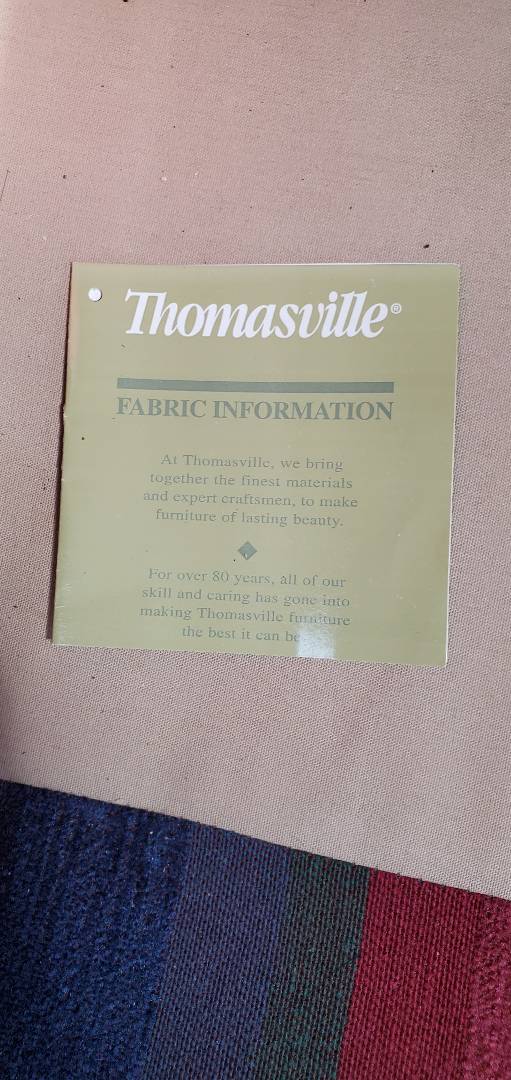 Thomasville®
FABRIC INFORMATION
At Thomasville, we bring
together the finest materials
and expert craftsmen, to make
furniture of lasting beauty.
For over 80 years, all of our
skill and caring has gone into
making Thomasville furniture
the best it can be.